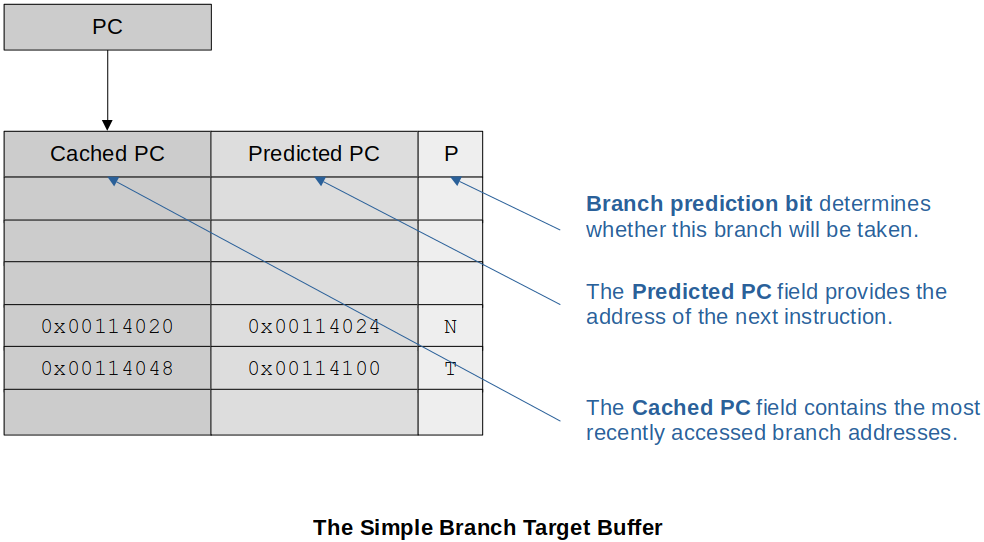 PC
Cached PC Predicted PC P
Branch prediction bit determines
whether this branch will be taken.
The Predicted PC field provides the
address of the next instruction.
0x00114020 0x00114024 N
0x00114048 0x00114100 T
The Cached PC field contains the most
recently accessed branch addresses.
The Simple Branch Target Buffer